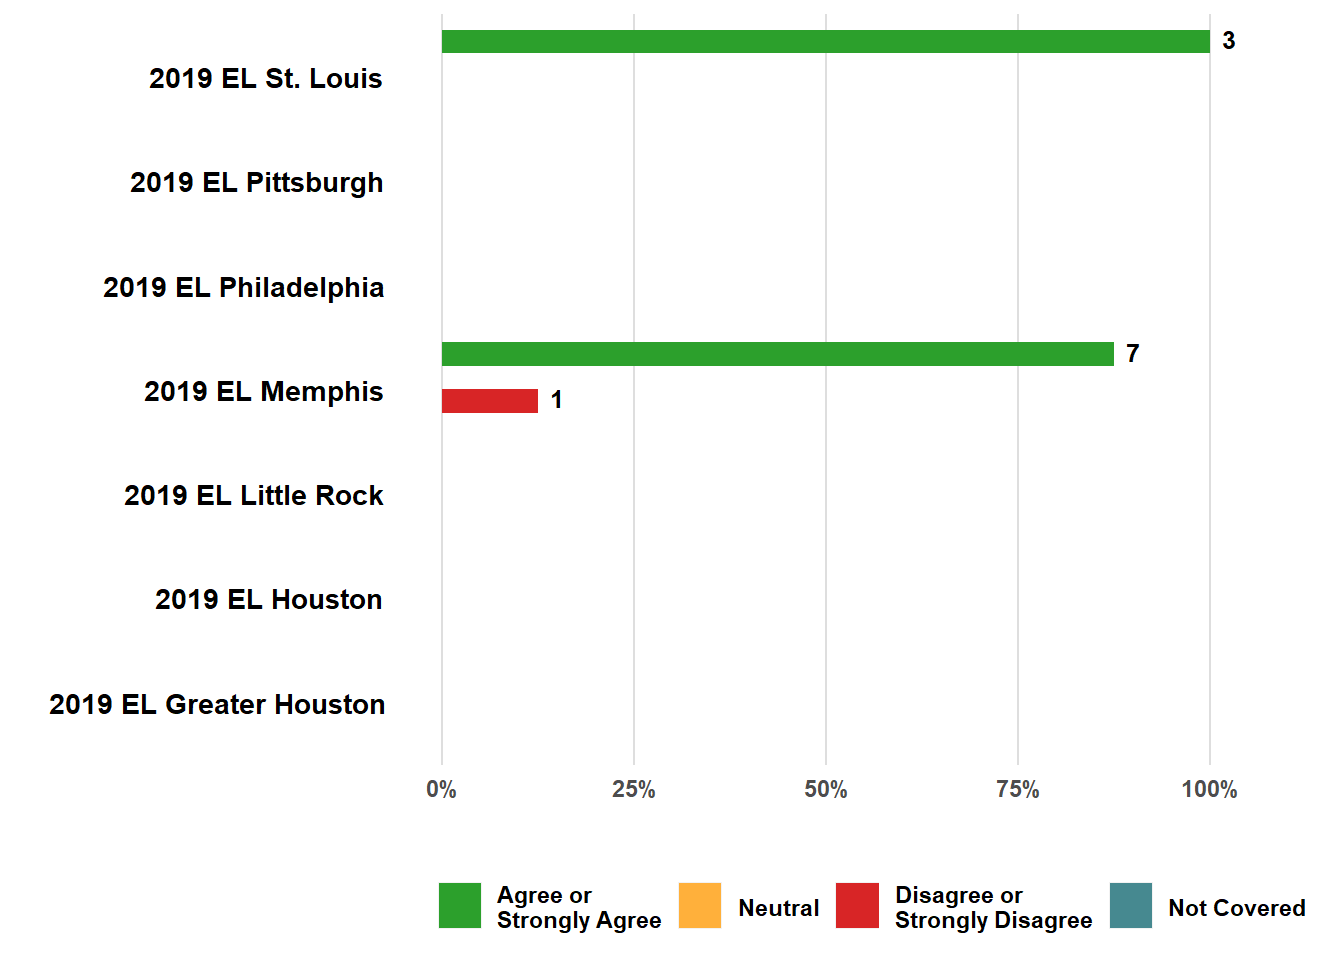 3
2019 EL St. Louis
2019 EL Pittsburgh
2019 EL Philadelphia
7
2019 EL Memphis
1
2019 EL Little Rock
2019 EL Houston
2019 EL Greater Houston
0% 25% 50% 75% 100%
Agree or
Strongly Agree
Neutral
Disagree or
Strongly Disagree
Not Covered